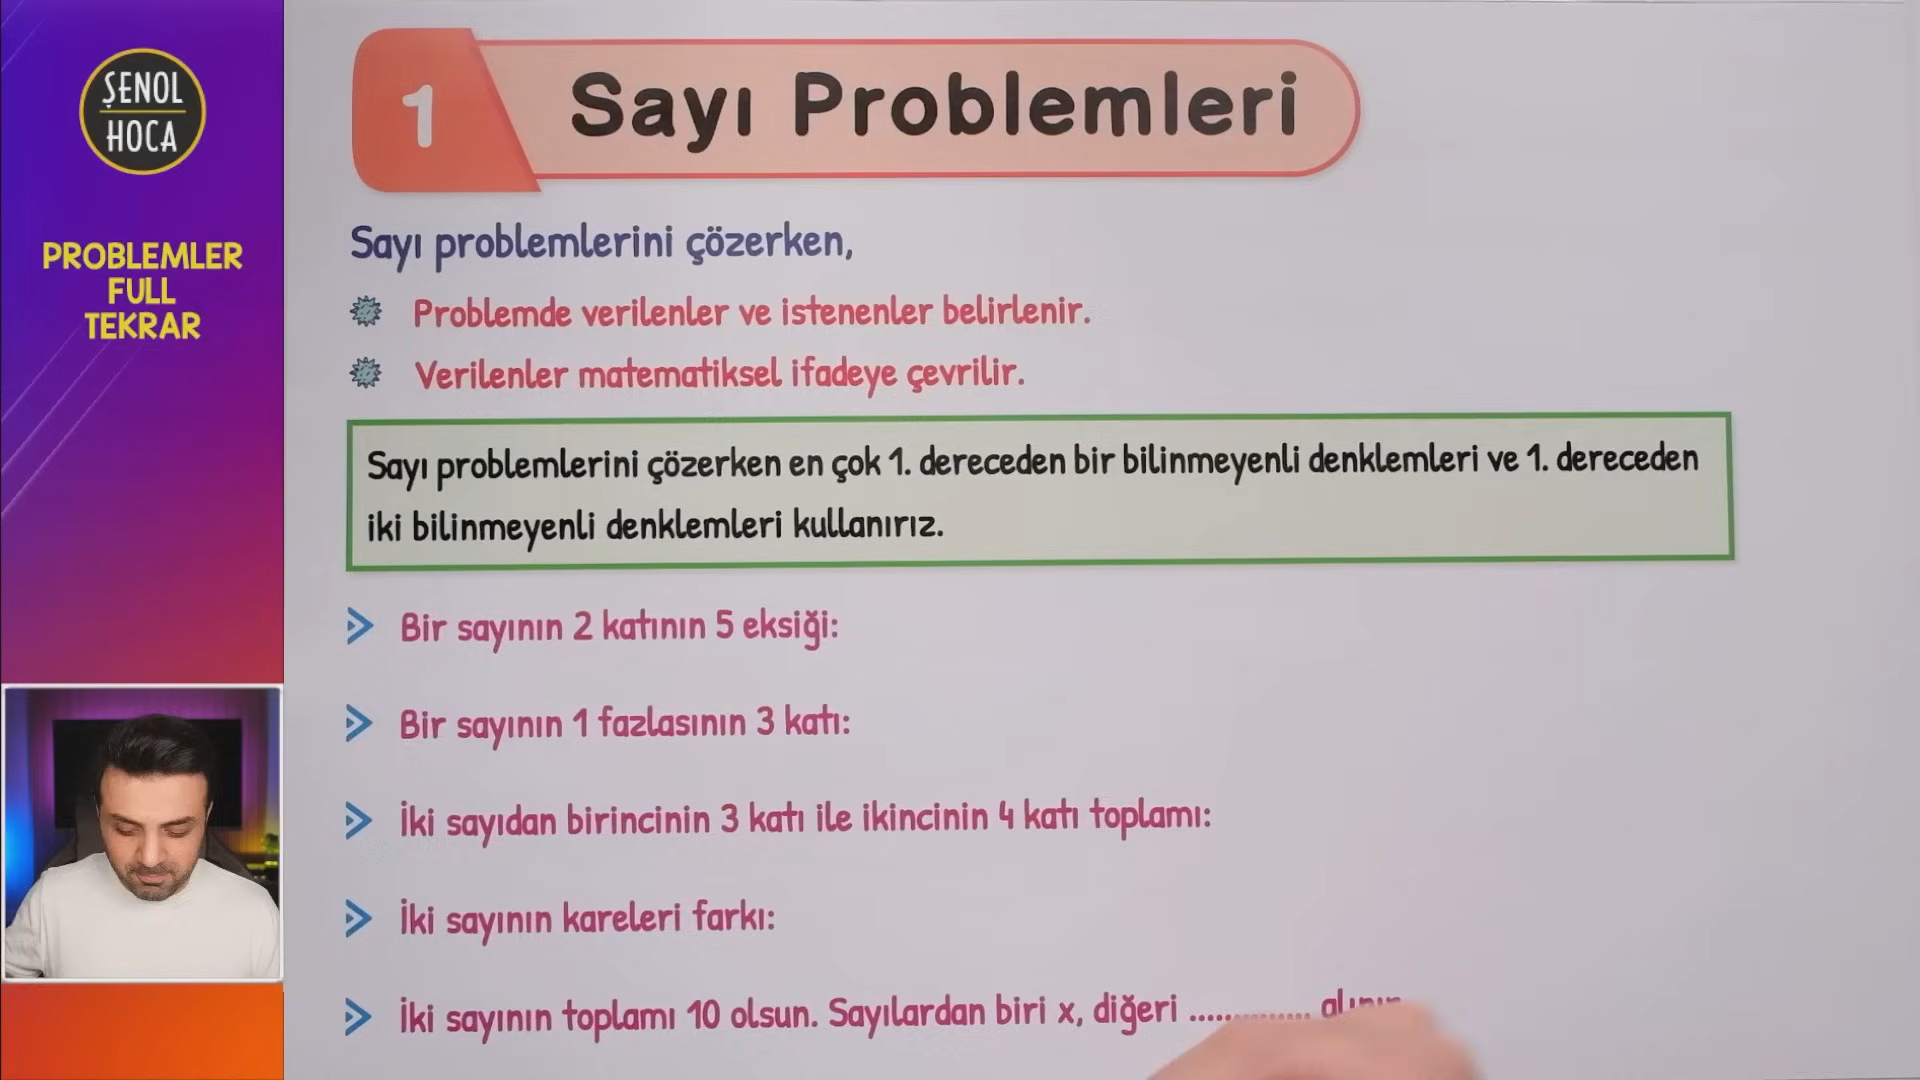 ŞENOL
HOCA
PROBLEMLER
FULL
TEKRAR
1
Sayı Problemleri
Sayı problemlerini çözerken,
Problemde verilenler ve istenenler belirlenir.
Verilenler matematiksel ifadeye çevrilir.
Sayı problemlerini çözerken en çok 1. dereceden bir bilinmeyenli denklemleri ve 1. dereceden
iki bilinmeyenli denklemleri kullanırız.
Bir sayının 2 katının 5 eksiği:
Bir sayının 1 fazlasının 3 katı:
İki sayıdan birincinin 3 katı ile ikincinin 4 katı toplamı:
İki sayının kareleri farkı:
İki sayının toplamı 10 olsun. Sayılardan biri x, diğeri ..............